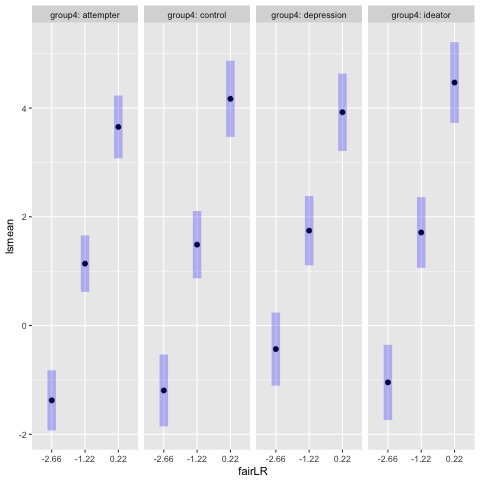 group4: attempter
group4: control
group4: depression
group4: ideator
lsmean
4
2
0
-2
-2.66 -1.22 0.22
-2.66 -1.22 0.22
-2.66 -1.22 0.22
-2.66 -1.22 0.22
fairLR